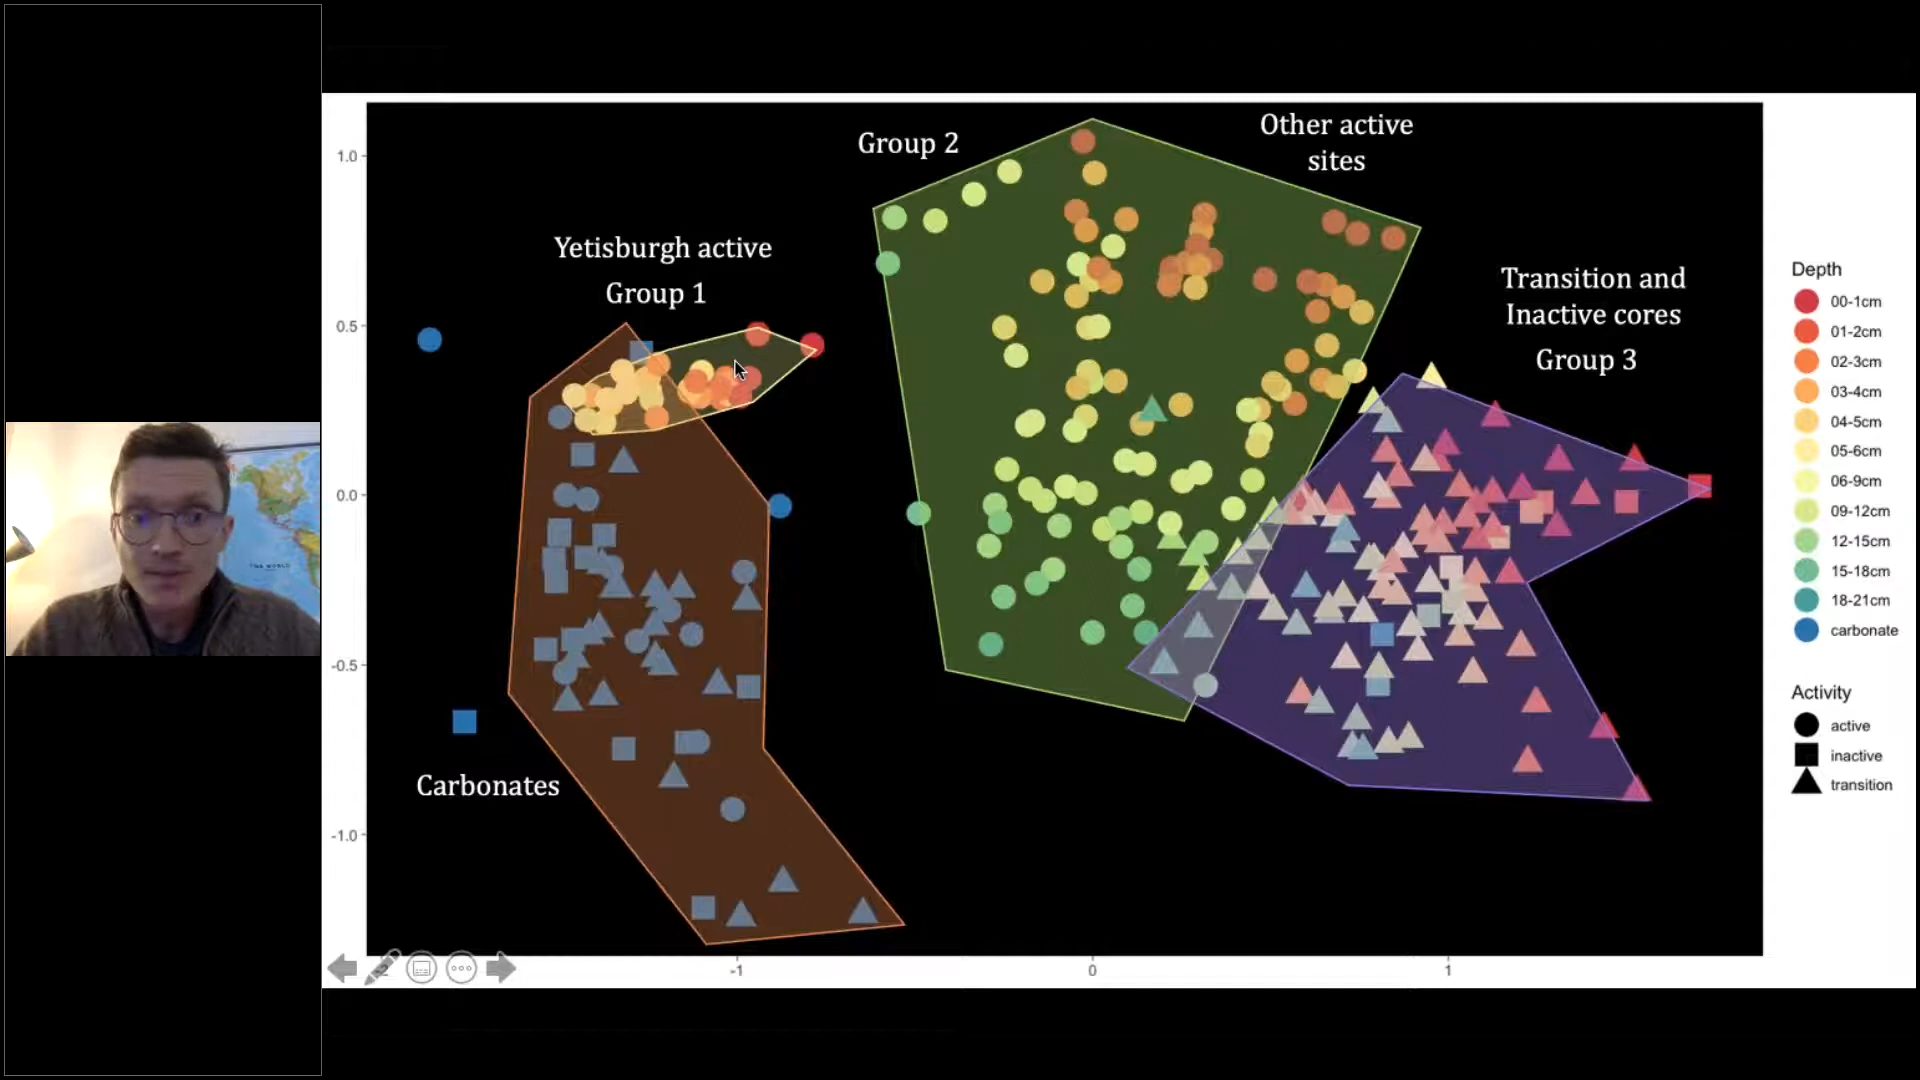 Group 2
Other active
sites
Yetisburgh active
Group 1
Transition and
Inactive cores
Group 3
Carbonates
1.0
0.5
0.0
-0.5
-1.0
-1
0
1
Depth
00-1cm
01-2cm
02-3cm
03-4cm
04-5cm
05-6cm
06-9cm
09-12cm
12-15cm
15-18cm
18-21cm
carbonate
Activity
active
inactive
transition
THE WORLD